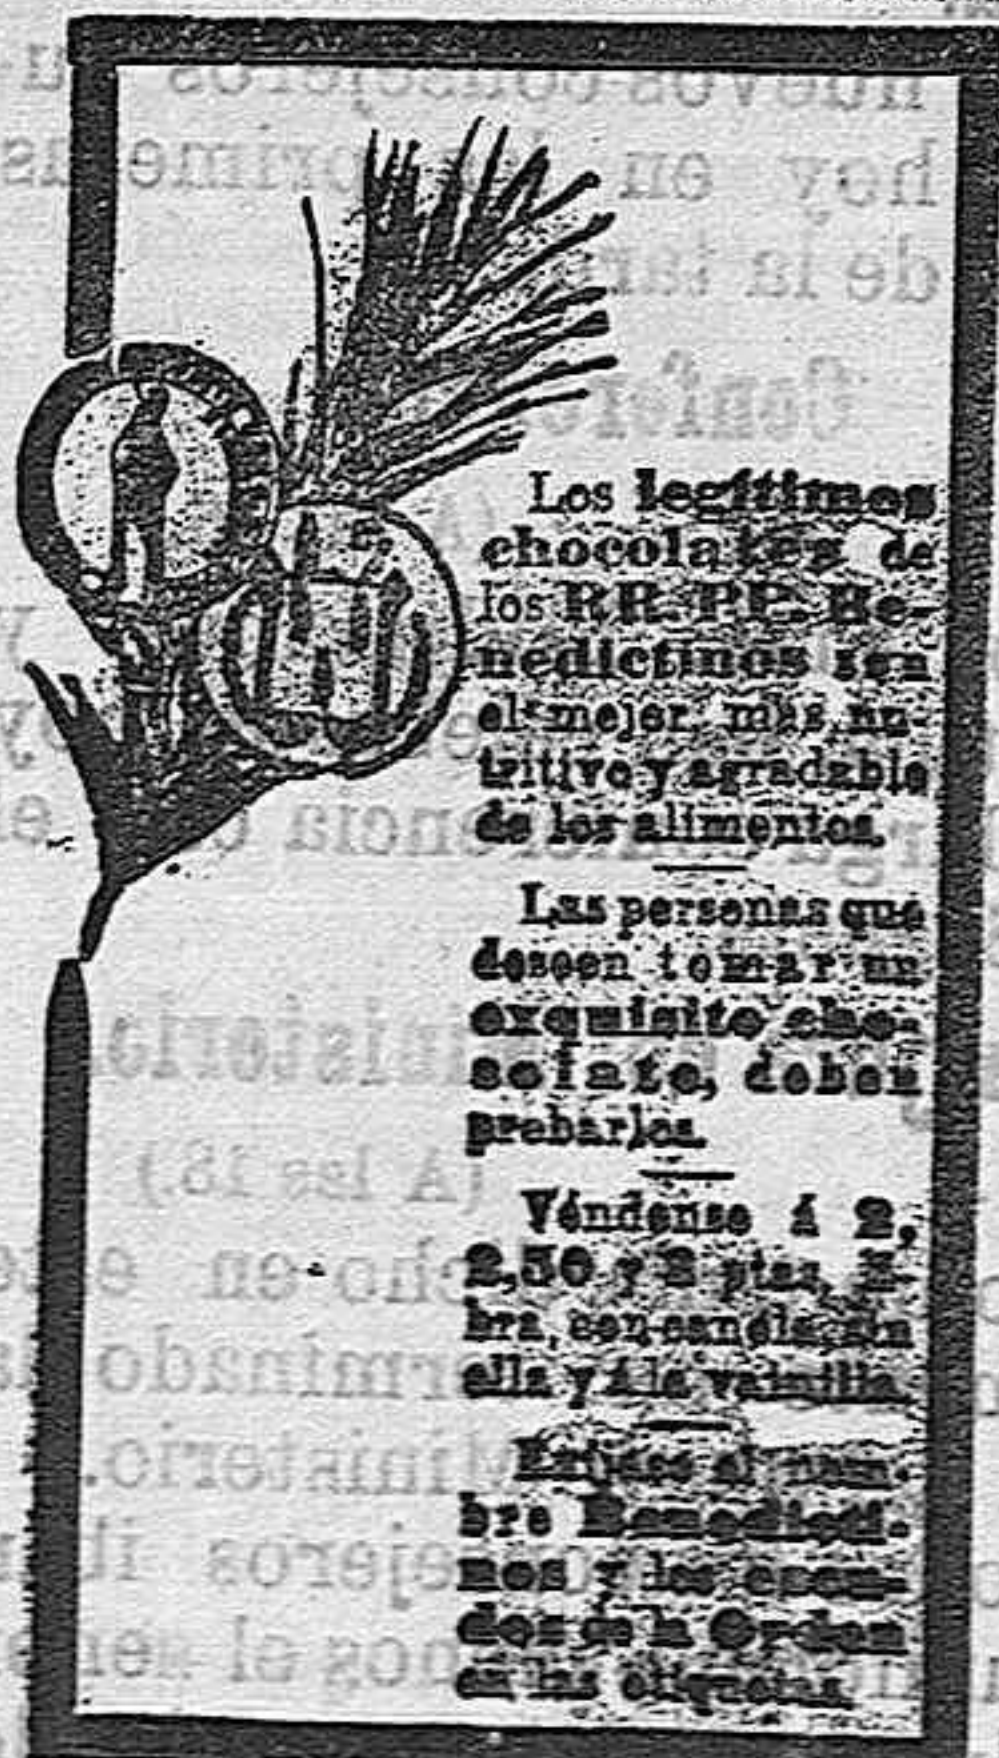 Los legítimos
chocolates de
los RR. PP. Be-
nedictinos son
el mejor, más nu-
tritivo y agradable
de los alimentos.
Las personas que
deseen tomar un
exquisito cho-
colate, deben
probarlos.
Véndense á 2,
2,50 y ptas. li-
bra, con canela, sin
ella y á la vainilla.
Exíjase el nom-
bre Benedicti-
nos y los escu-
dos de la Orden
en las etiquetas.